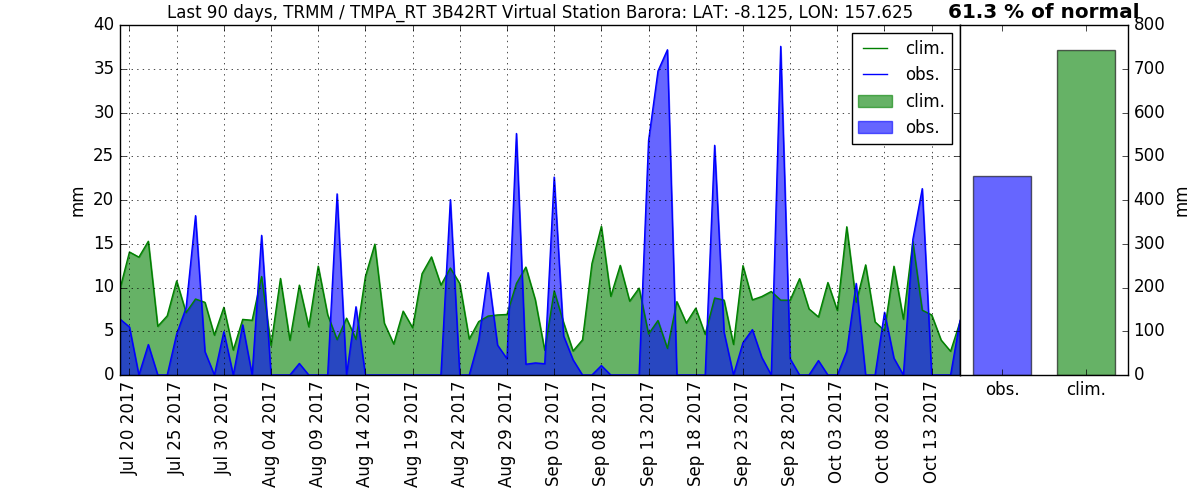 Last 90 days, TRMM / TMPA_RT 3B42RT Virtual Station Barora: LAT: -8.125, LON: 157.625
61.3 % of normal
mm
40
35
30
25
20
15
10
5
0
clim.
obs.
clim.
obs.
Jul 20 2017
Jul 25 2017
Jul 30 2017
Aug 04 2017
Aug 09 2017
Aug 14 2017
Aug 19 2017
Aug 24 2017
Aug 29 2017
Sep 03 2017
Sep 08 2017
Sep 13 2017
Sep 18 2017
Sep 23 2017
Sep 28 2017
Oct 03 2017
Oct 08 2017
Oct 13 2017
800
700
600
500
400
300
200
100
0
mm
obs.
clim.